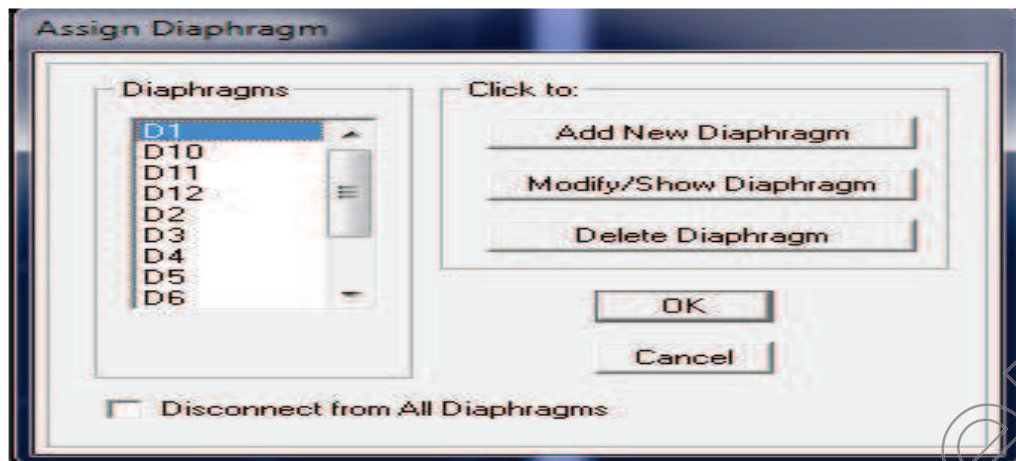 Assign Diaphragm
Diaphragms
D1
D10
D11
D12
D2
D3
D4
D5
D6
Click to:
Add New Diaphragm
Modify/Show Diaphragm
Delete Diaphragm
OK
Cancel
Disconnect from All Diaphragms